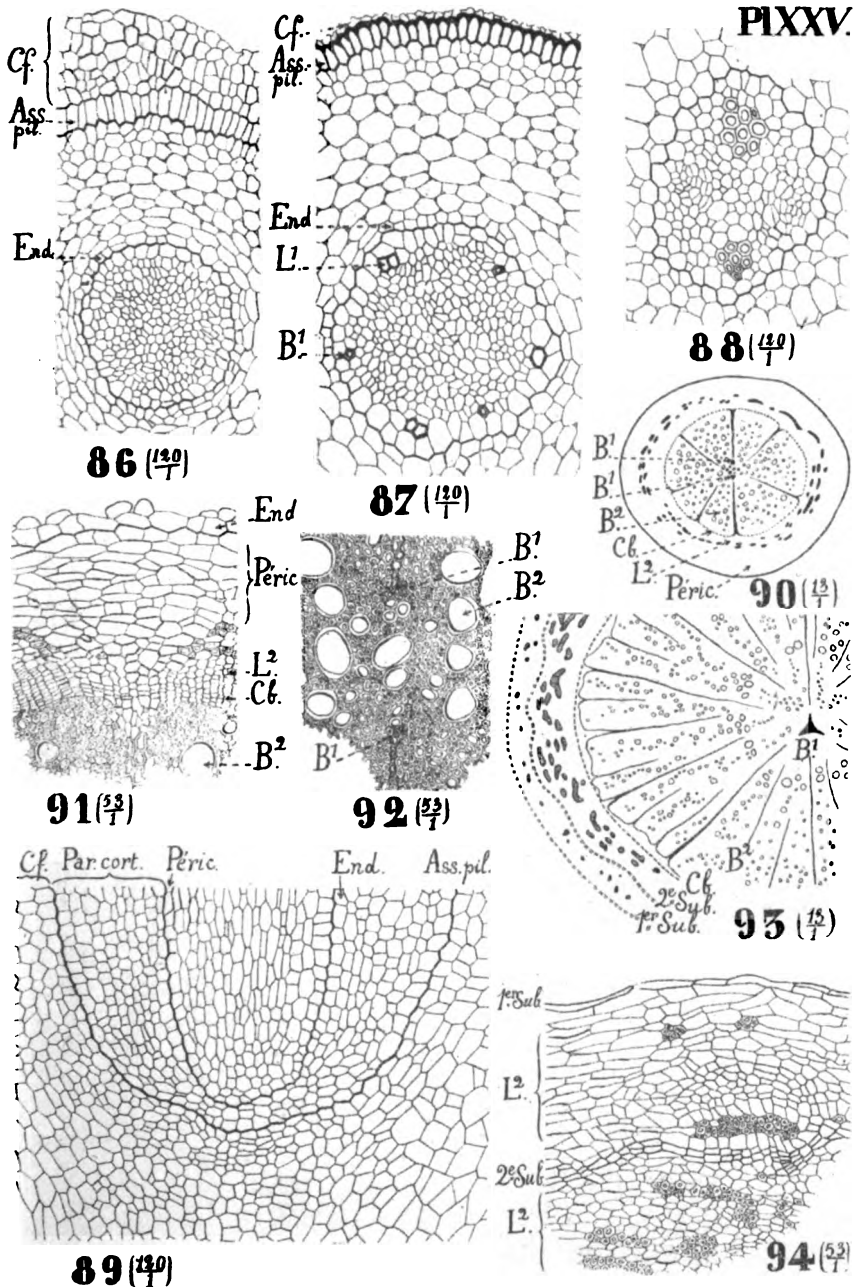 Pl XXV.
Cf.
Ass.
pil.
End.
86 (120/1)
Cf.
Ass.
pil.
End
L¹
B¹
87 (120/1)
88 (120/1)
B¹
B¹
B²
Cb.
L²
Péric.
90 (13/1)
End
Péric
L²
Cb.
B²
91 (53/1)
B¹
B²
B¹
92 (53/1)
B¹
B²
Cb.
2e Sub.
1er Sub.
93 (13/1)
Cf. Par. cort. Péric. End. Ass. pil.
89 (120/1)
1er Sub
L²
2e Sub
L²
94 (53/1)